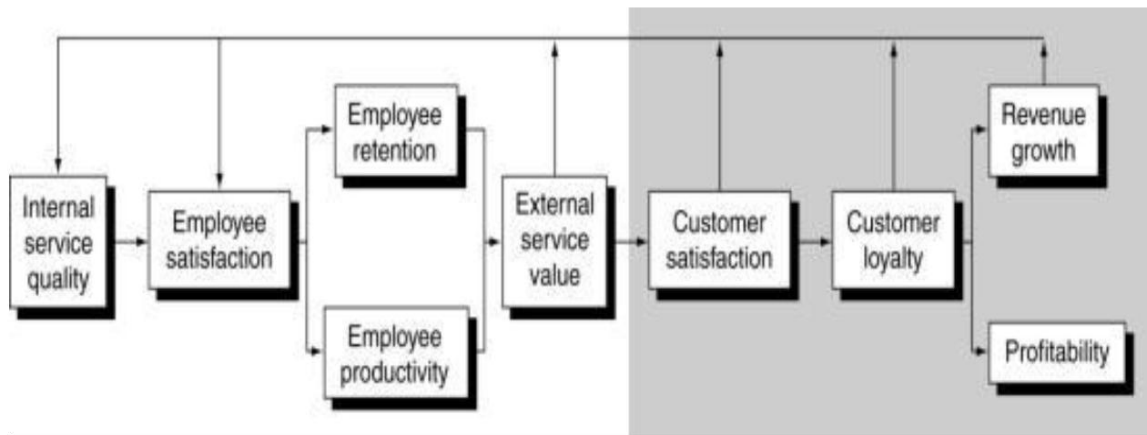 Internal
service
quality
Employee
satisfaction
Employee
retention
Employee
productivity
External
service
value
Customer
satisfaction
Customer
loyalty
Revenue
growth
Profitability